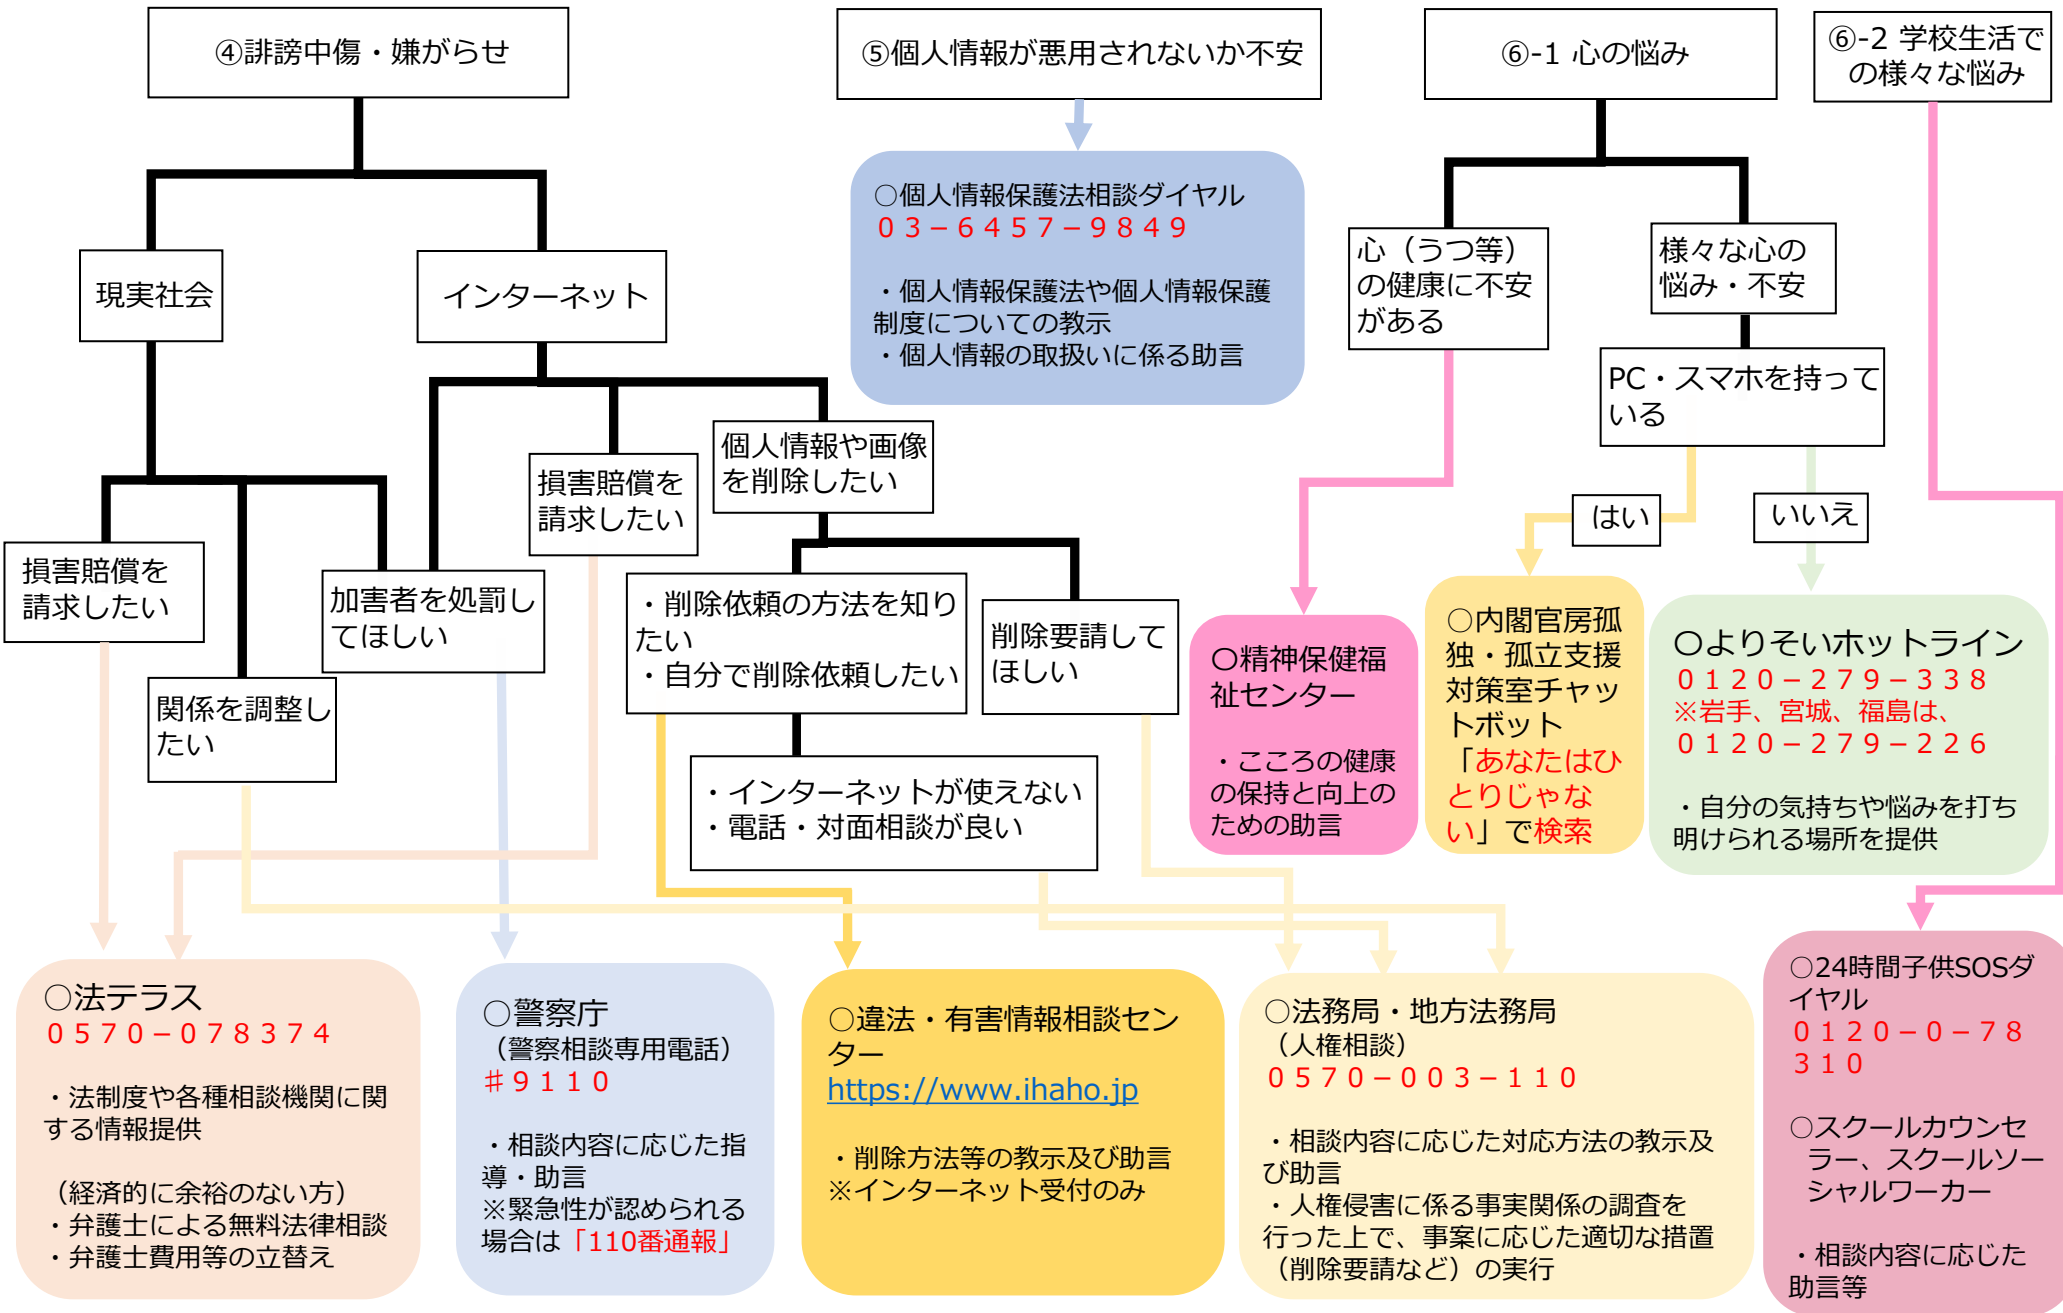 ④誹謗中傷・嫌がらせ
⑤個人情報が悪用されないか不安
⑥-1 心の悩み
⑥-2 学校生活で
の様々な悩み
現実社会
インターネット
損害賠償を
請求したい
関係を調整し
たい
加害者を処罰し
てほしい
損害賠償を
請求したい
個人情報や画像
を削除したい
・削除依頼の方法を知り
たい
・自分で削除依頼したい
削除要請して
ほしい
・インターネットが使えない
・電話・対面相談が良い
○個人情報保護法相談ダイヤル
０３－６４５７－９８４９
・個人情報保護法や個人情報保護
制度についての教示
・個人情報の取扱いに係る助言
心（うつ等）
の健康に不安
がある
様々な心の
悩み・不安
PC・スマホを持って
いる
はい
いいえ
○精神保健福
祉センター
・こころの健康
の保持と向上の
ための助言
○内閣官房孤
独・孤立支援
対策室チャッ
トボット
「あなたはひ
とりじゃな
い」で検索
○よりそいホットライン
０１２０－２７９－３３８
※岩手、宮城、福島は、
０１２０－２７９－２２６
・自分の気持ちや悩みを打ち
明けられる場所を提供
○法テラス
０５７０－０７８３７４
・法制度や各種相談機関に関
する情報提供
（経済的に余裕のない方）
・弁護士による無料法律相談
・弁護士費用等の立替え
○警察庁
（警察相談専用電話）
♯９１１０
・相談内容に応じた指
導・助言
※緊急性が認められる
場合は「110番通報」
○違法・有害情報相談セン
ター
https://www.ihaho.jp
・削除方法等の教示及び助言
※インターネット受付のみ
○法務局・地方法務局
（人権相談）
０５７０－００３－１１０
・相談内容に応じた対応方法の教示及
び助言
・人権侵害に係る事実関係の調査を
行った上で、事案に応じた適切な措置
（削除要請など）の実行
○24時間子供SOSダ
イヤル
０１２０－０－７８
３１０
○スクールカウンセ
ラー、スクールソー
シャルワーカー
・相談内容に応じた
助言等